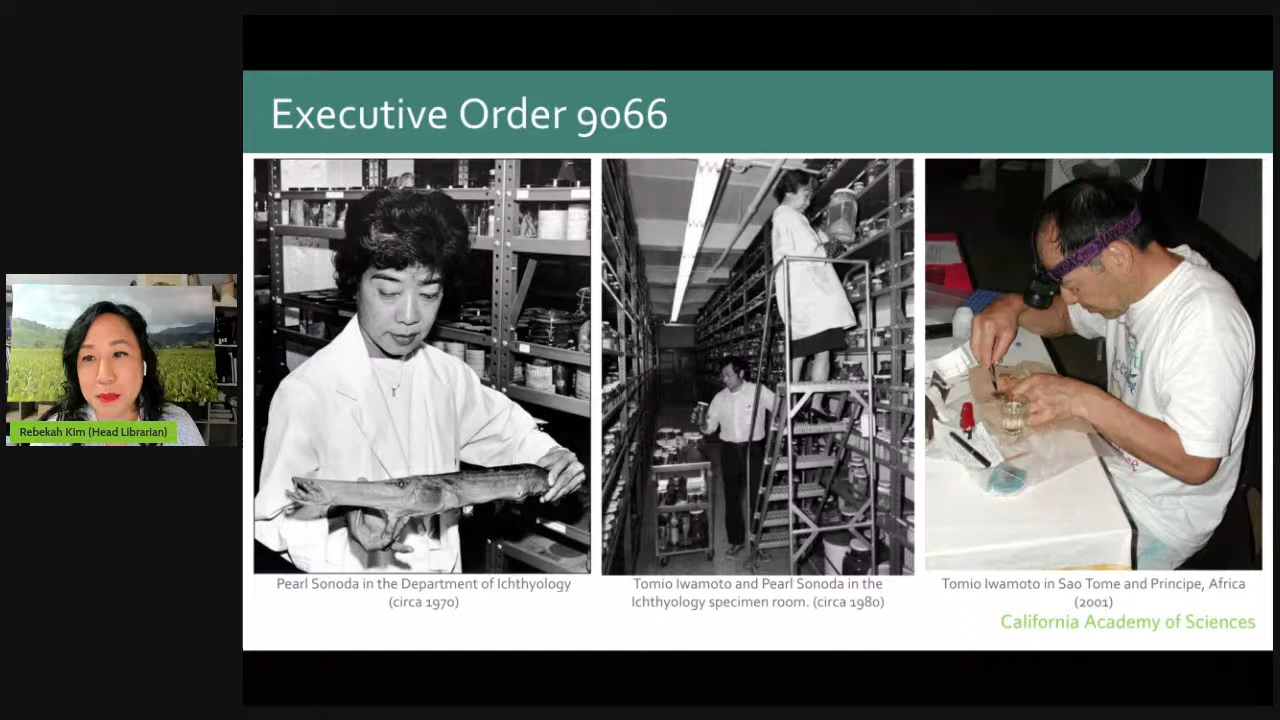 Executive Order 9066
Rebekah Kim (Head Librarian)
Pearl Sonoda in the Department of Ichthyology
(circa 1970)
Tomio Iwamoto and Pearl Sonoda in the
Ichthyology specimen room. (circa 1980)
Tomio Iwamoto in Sao Tome and Principe, Africa
(2001)
California Academy of Sciences